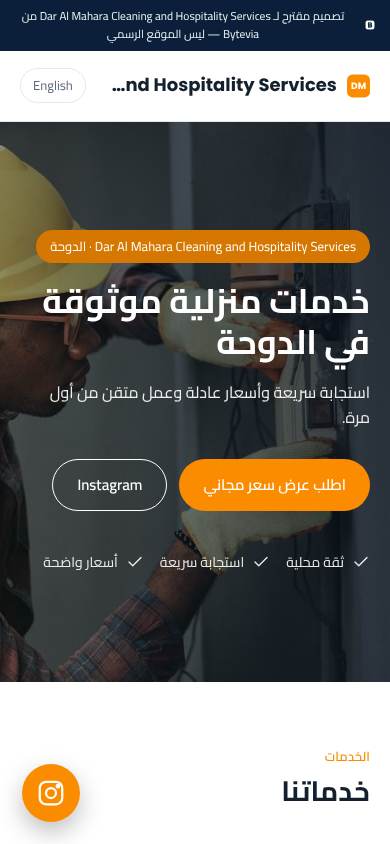 تصميم مقترح لـ Dar Al Mahara Cleaning and Hospitality Services من
Bytevia — ليس الموقع الرسمي
B
DM
...nd Hospitality Services
English
Dar Al Mahara Cleaning and Hospitality Services · الدوحة
خدمات منزلية موثوقة
في الدوحة
استجابة سريعة وأسعار عادلة وعمل متقن من أول
مرة.
اطلب عرض سعر مجاني
Instagram
ثقة محلية
استجابة سريعة
أسعار واضحة
الخدمات
خدماتنا